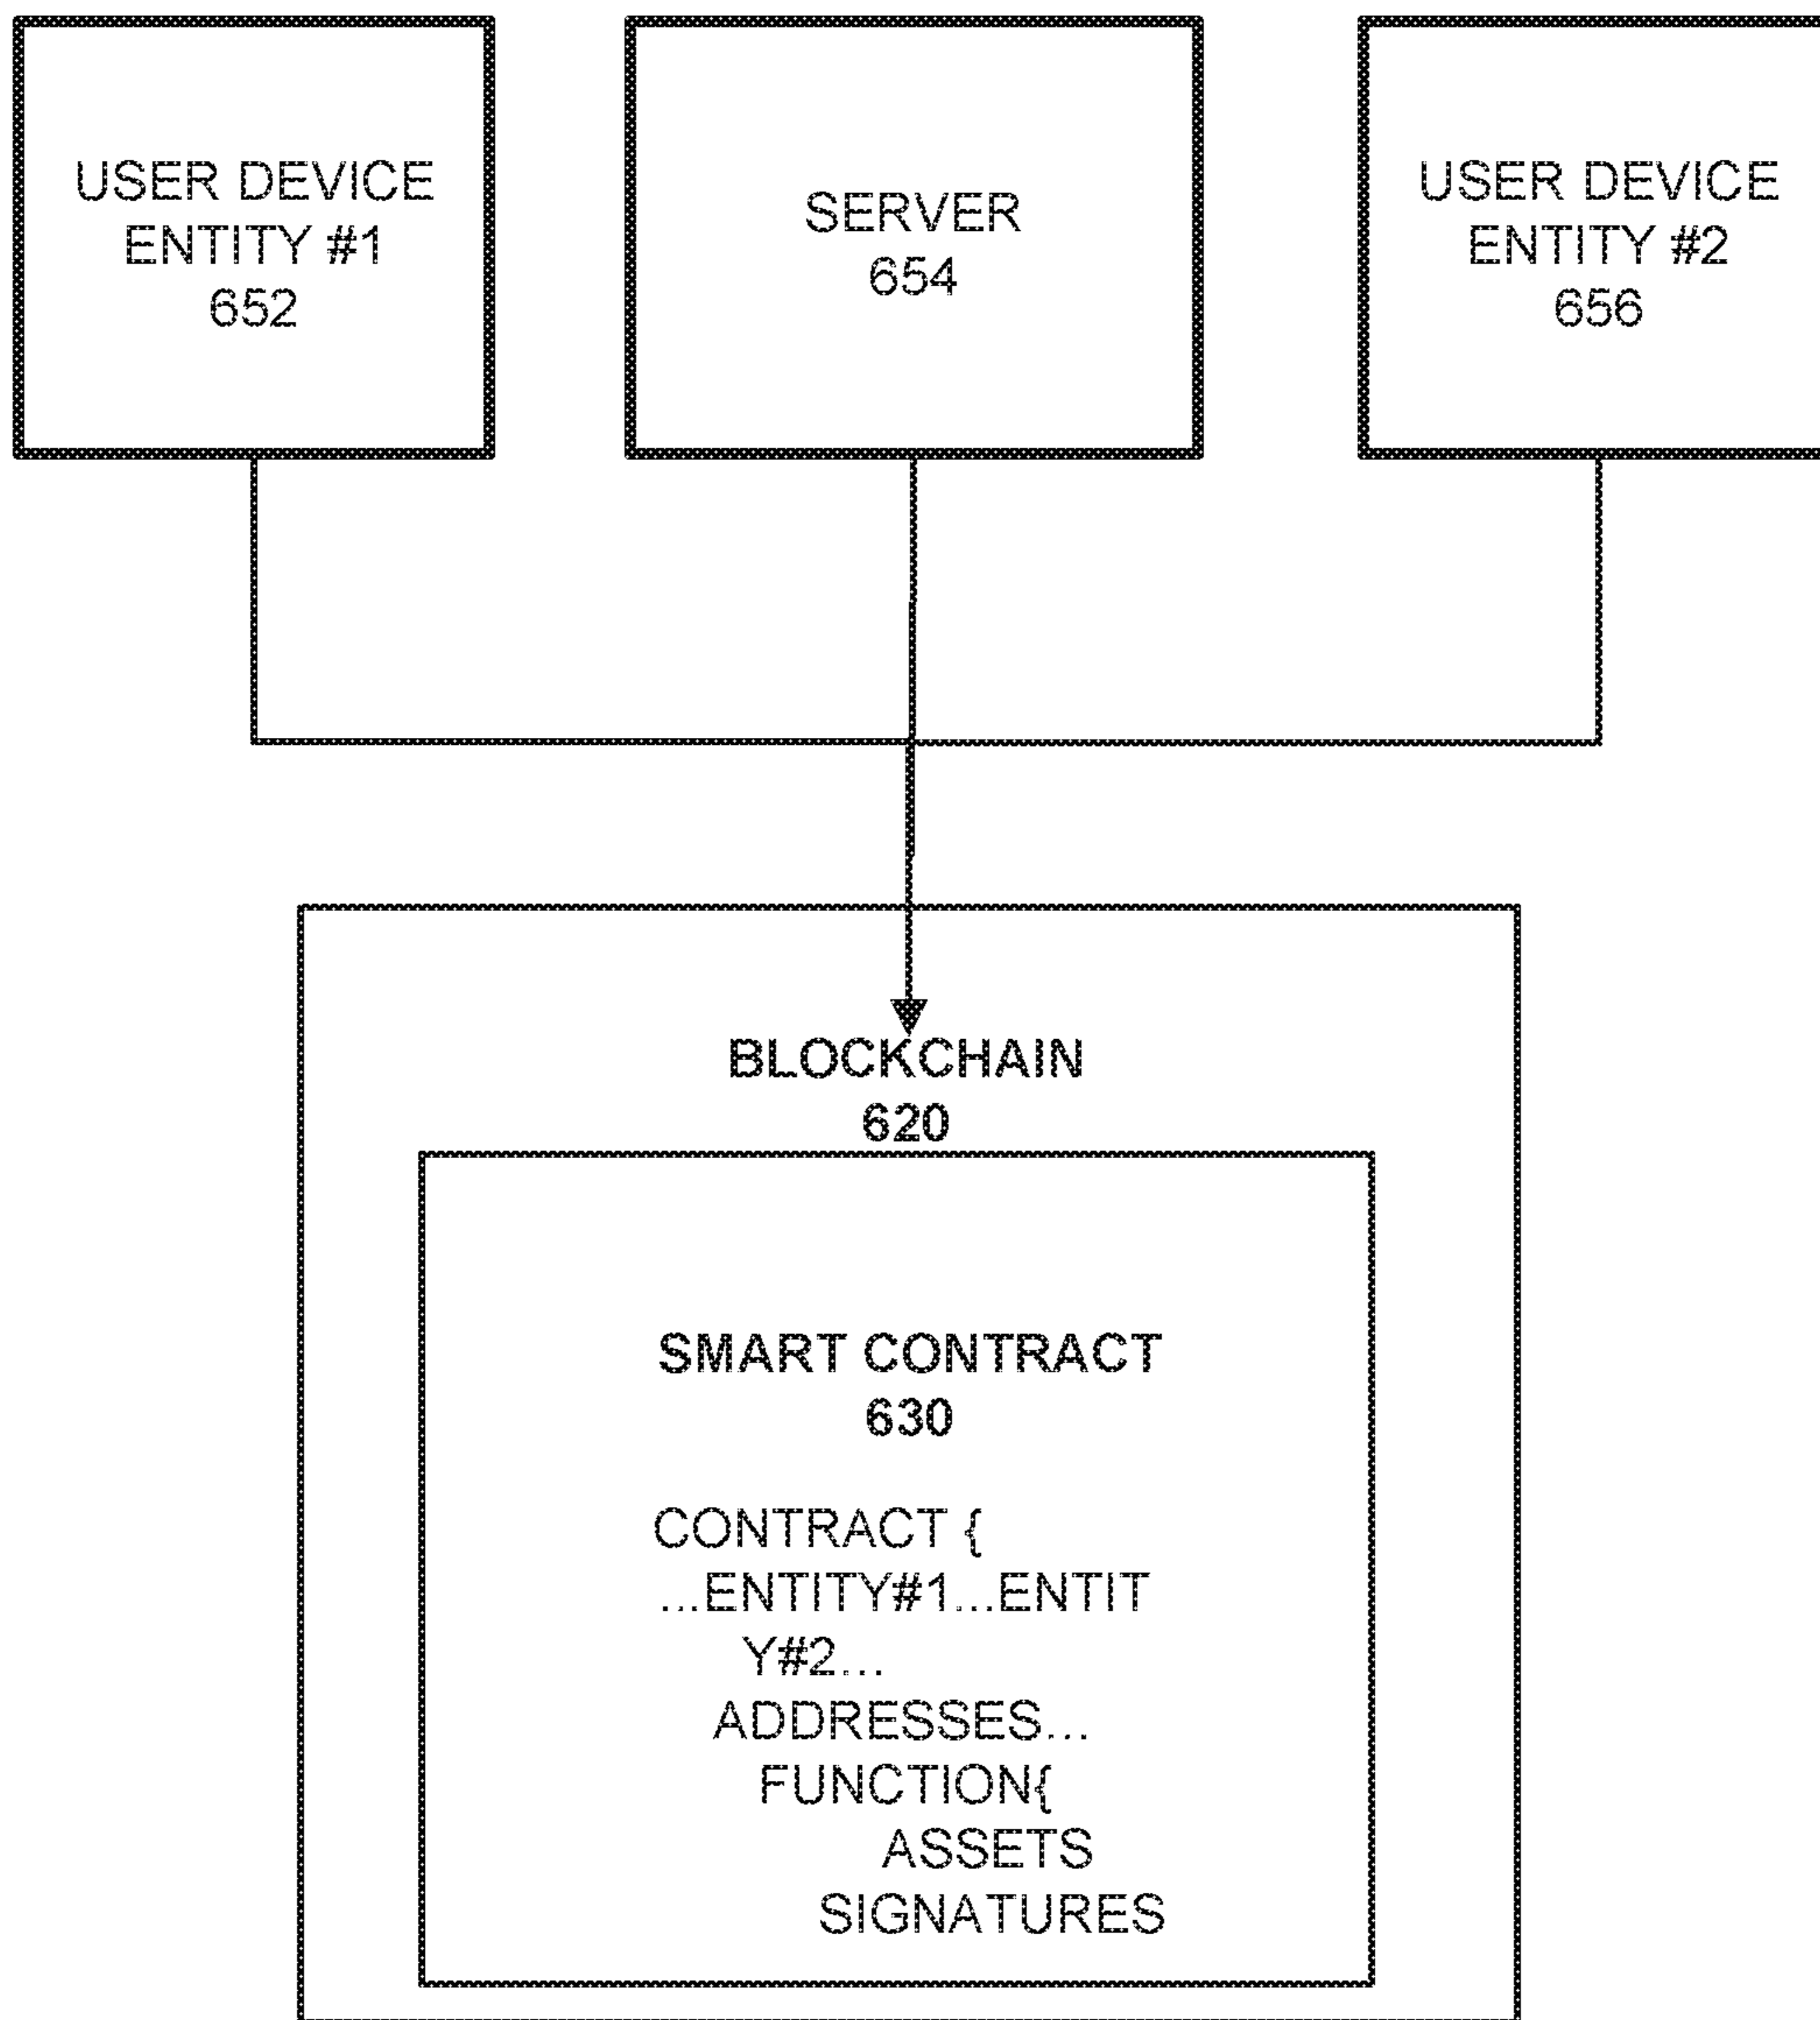 USER DEVICE
ENTITY #1
652
SERVER
654
USER DEVICE
ENTITY #2
656
BLOCKCHAIN
620
SMART CONTRACT
630
CONTRACT {
...ENTITY#1...ENTIT
Y#2...
ADDRESSES...
FUNCTION{
ASSETS
SIGNATURES